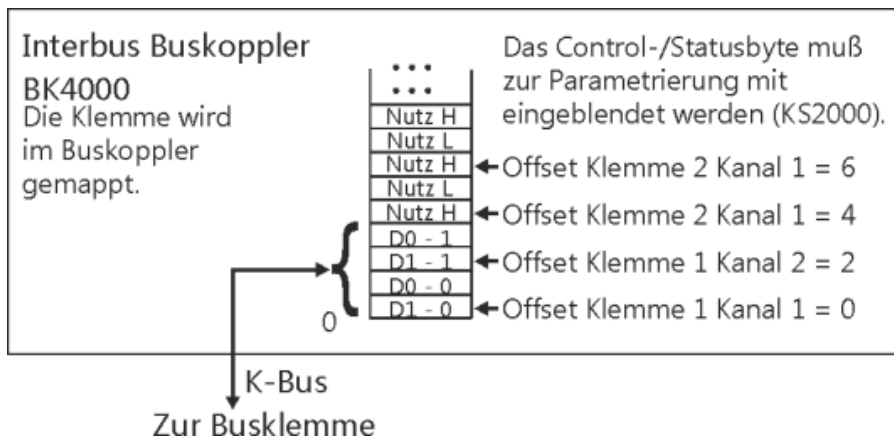 Interbus Buskoppler
BK4000
Die Klemme wird
im Buskoppler
gemappt.
Das Control-/Statusbyte muß
zur Parametrierung mit
eingeblendet werden (KS2000).
Nutz H
Nutz L
Nutz H
Nutz L
Nutz H
D0 - 1
D1 - 1
D0 - 0
D1 - 0
Offset Klemme 2 Kanal 1 = 6
Offset Klemme 2 Kanal 1 = 4
Offset Klemme 1 Kanal 2 = 2
Offset Klemme 1 Kanal 1 = 0
0
K-Bus
Zur Busklemme